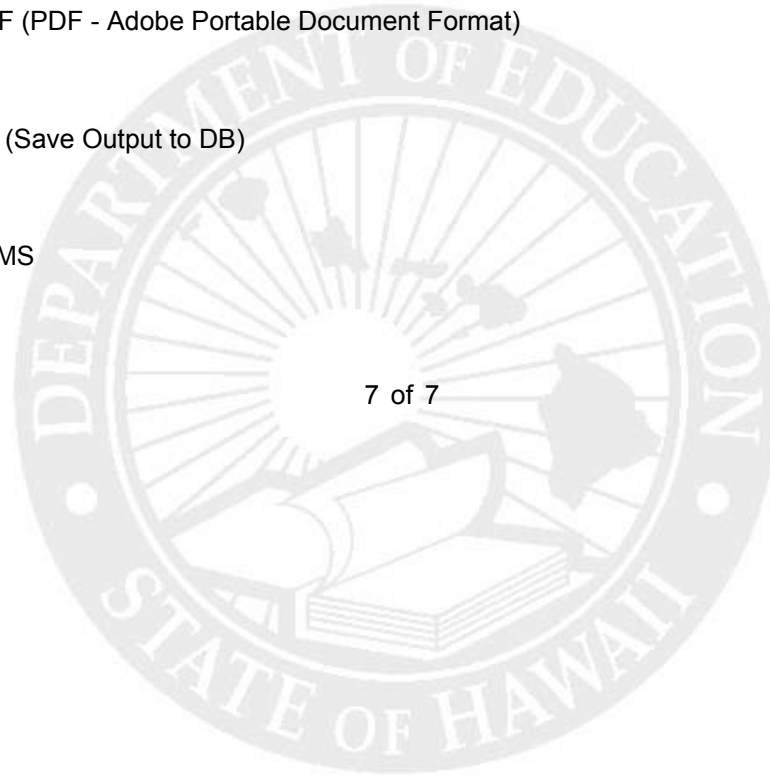 F (PDF - Adobe Portable Document Format)
(Save Output to DB)
MS
7 of 7
DEPARTMENT OF EDUCATION
STATE OF HAWAII